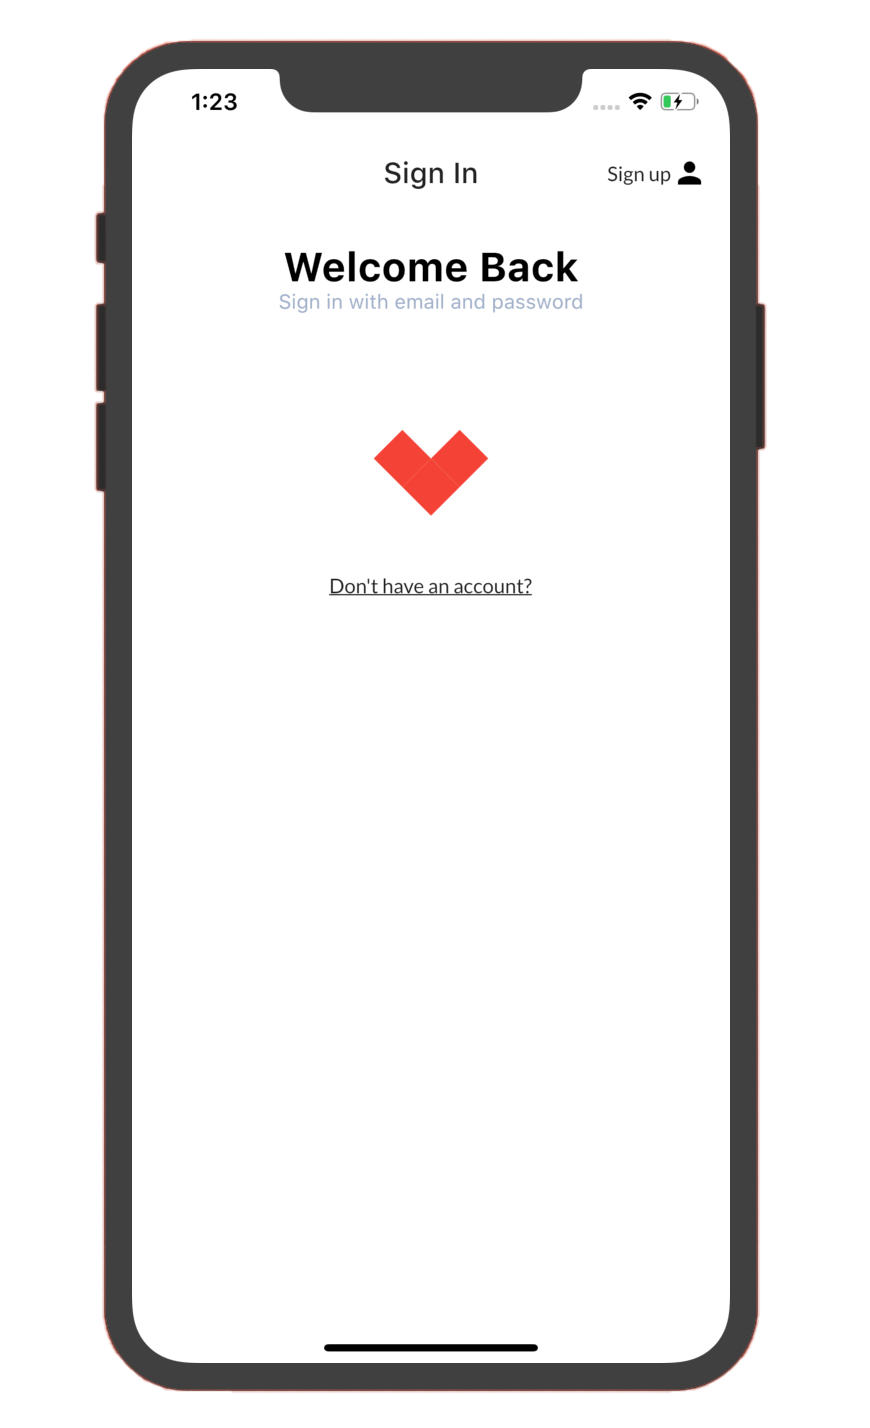 1:23
Sign In
Sign up
Welcome Back
Sign in with email and password
Don't have an account?